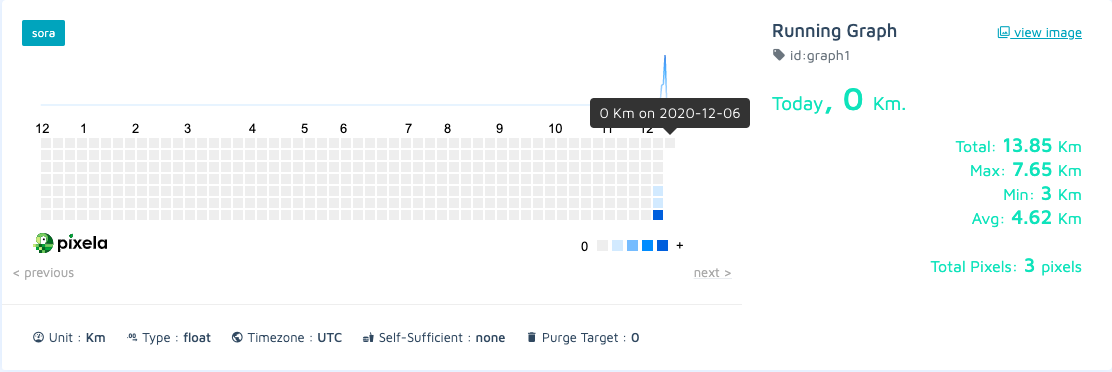 sora
Running Graph
view image
id:graph1
Today, 0 Km.
0 Km on 2020-12-06
12 1 2 3 4 5 6 7 8 9 10 11 12
Total: 13.85 Km
Max: 7.65 Km
Min: 3 Km
Avg: 4.62 Km
Total Pixels: 3 pixels
pixela
0 +
< previous
next >
Unit : Km .00 Type : float Timezone : UTC Self-Sufficient : none Purge Target : 0